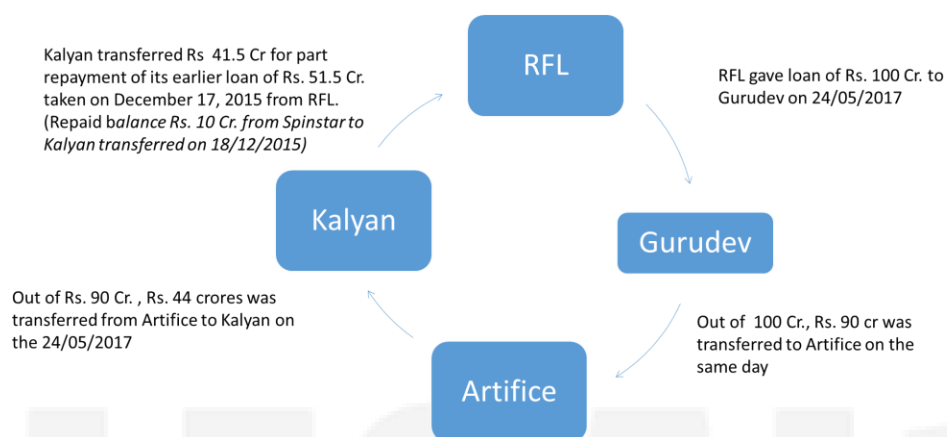 Kalyan transferred Rs 41.5 Cr for part
repayment of its earlier loan of Rs. 51.5 Cr.
taken on December 17, 2015 from RFL.
(Repaid balance Rs. 10 Cr. from Spinstar to
Kalyan transferred on 18/12/2015)
RFL
RFL gave loan of Rs. 100 Cr. to
Gurudev on 24/05/2017
Kalyan
Gurudev
Out of Rs. 90 Cr. , Rs. 44 crores was
transferred from Artifice to Kalyan on
the 24/05/2017
Out of 100 Cr., Rs. 90 cr was
transferred to Artifice on the
same day
Artifice